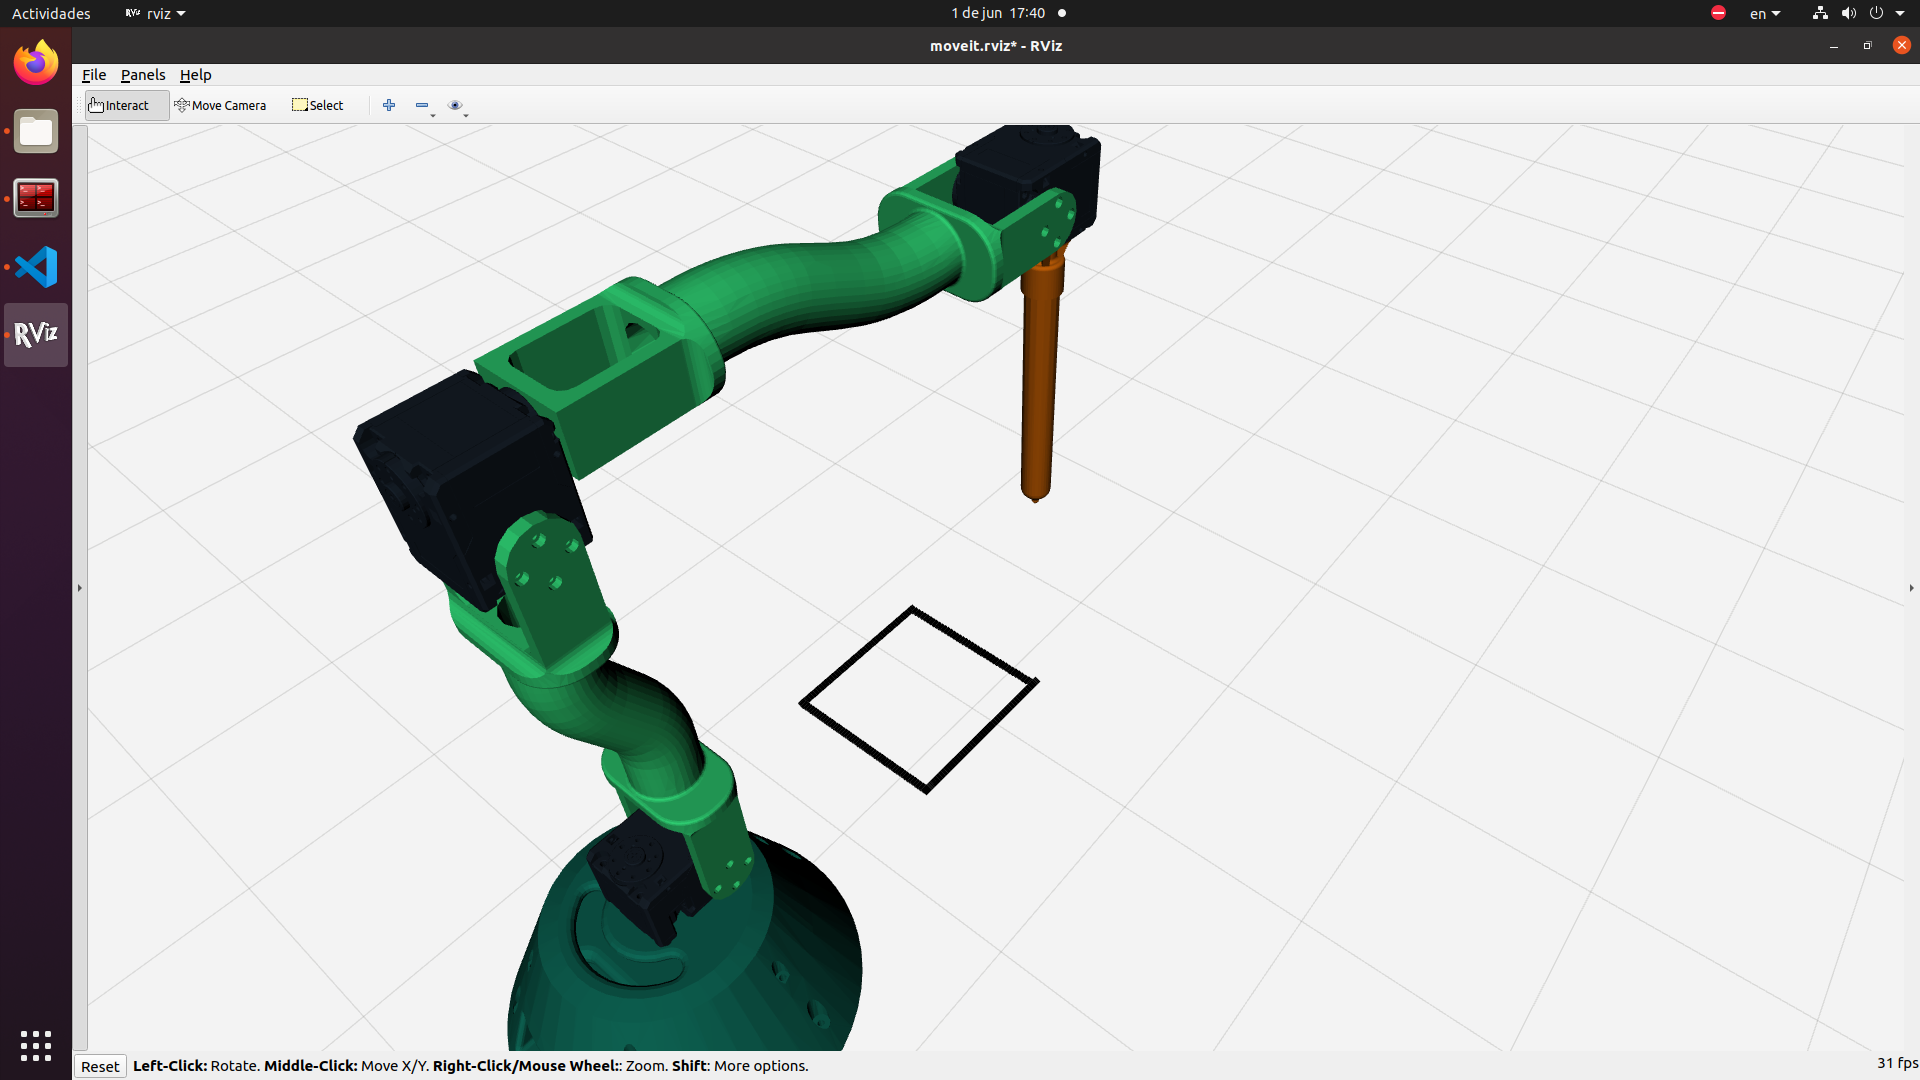 Actividades
RViz rviz
1 de jun 17:40
en
moveit.rviz* - RViz
File Panels Help
Interact
Move Camera
Select
RViz
Reset
Left-Click: Rotate. Middle-Click: Move X/Y. Right-Click/Mouse Wheel:: Zoom. Shift: More options.
31 fps